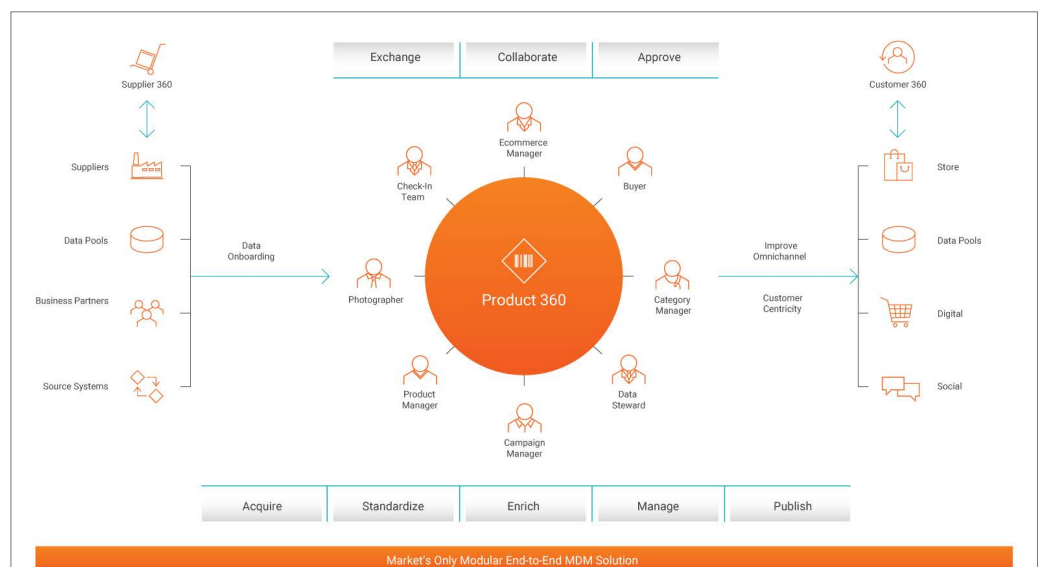 Exchange
Collaborate
Approve
Supplier 360
Customer 360
Suppliers
Data Pools
Business Partners
Source Systems
Data
Onboarding
Ecommerce
Manager
Check-In
Team
Buyer
Photographer
Product 360
Category
Manager
Product
Manager
Data
Steward
Campaign
Manager
Improve
Omnichannel
Customer
Centricity
Store
Data Pools
Digital
Social
Acquire
Standardize
Enrich
Manage
Publish
Market's Only Modular End-to-End MDM Solution